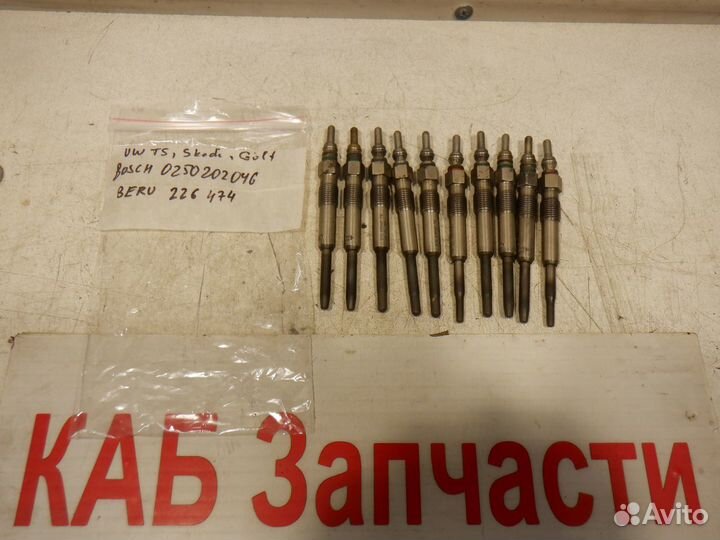 VW T5, Skoda, Golf
BOSCH 0250202046
BERU 226 474
КАБ Запчасти
Avito